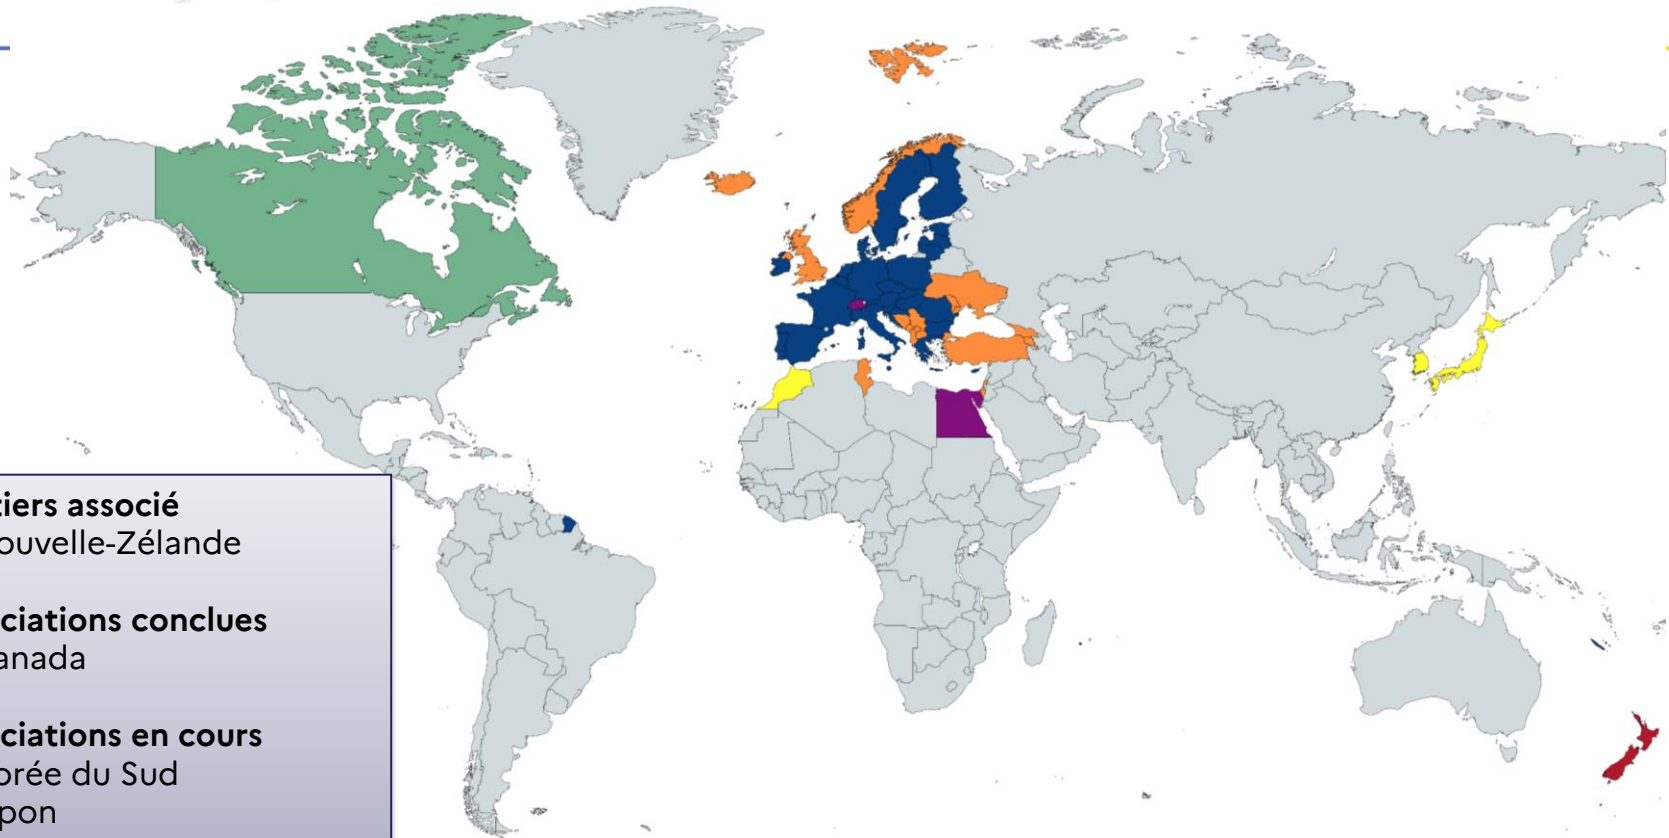 tiers associé
ouvelle-Zélande
ciations conclues
anada
ciations en cours
orée du Sud
pon